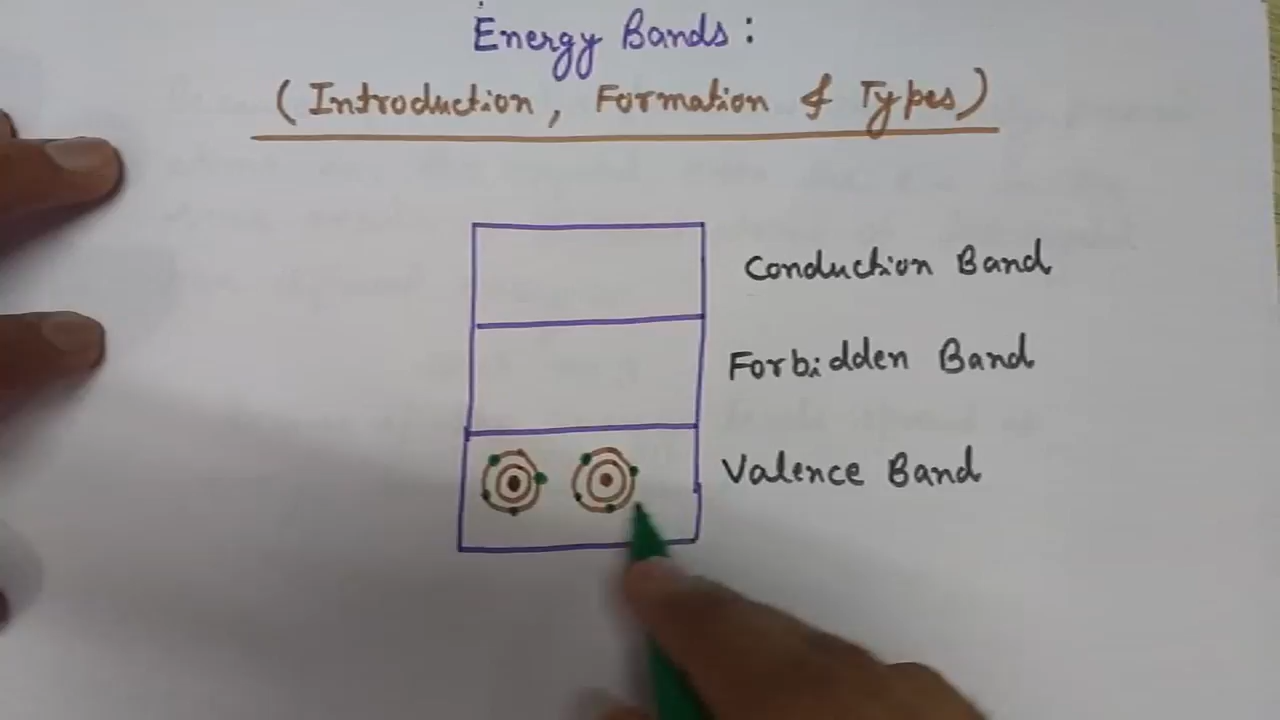 Energy Bands:
(Introduction, Formation & Types)
Conduction Band
Forbidden Band
Valence Band